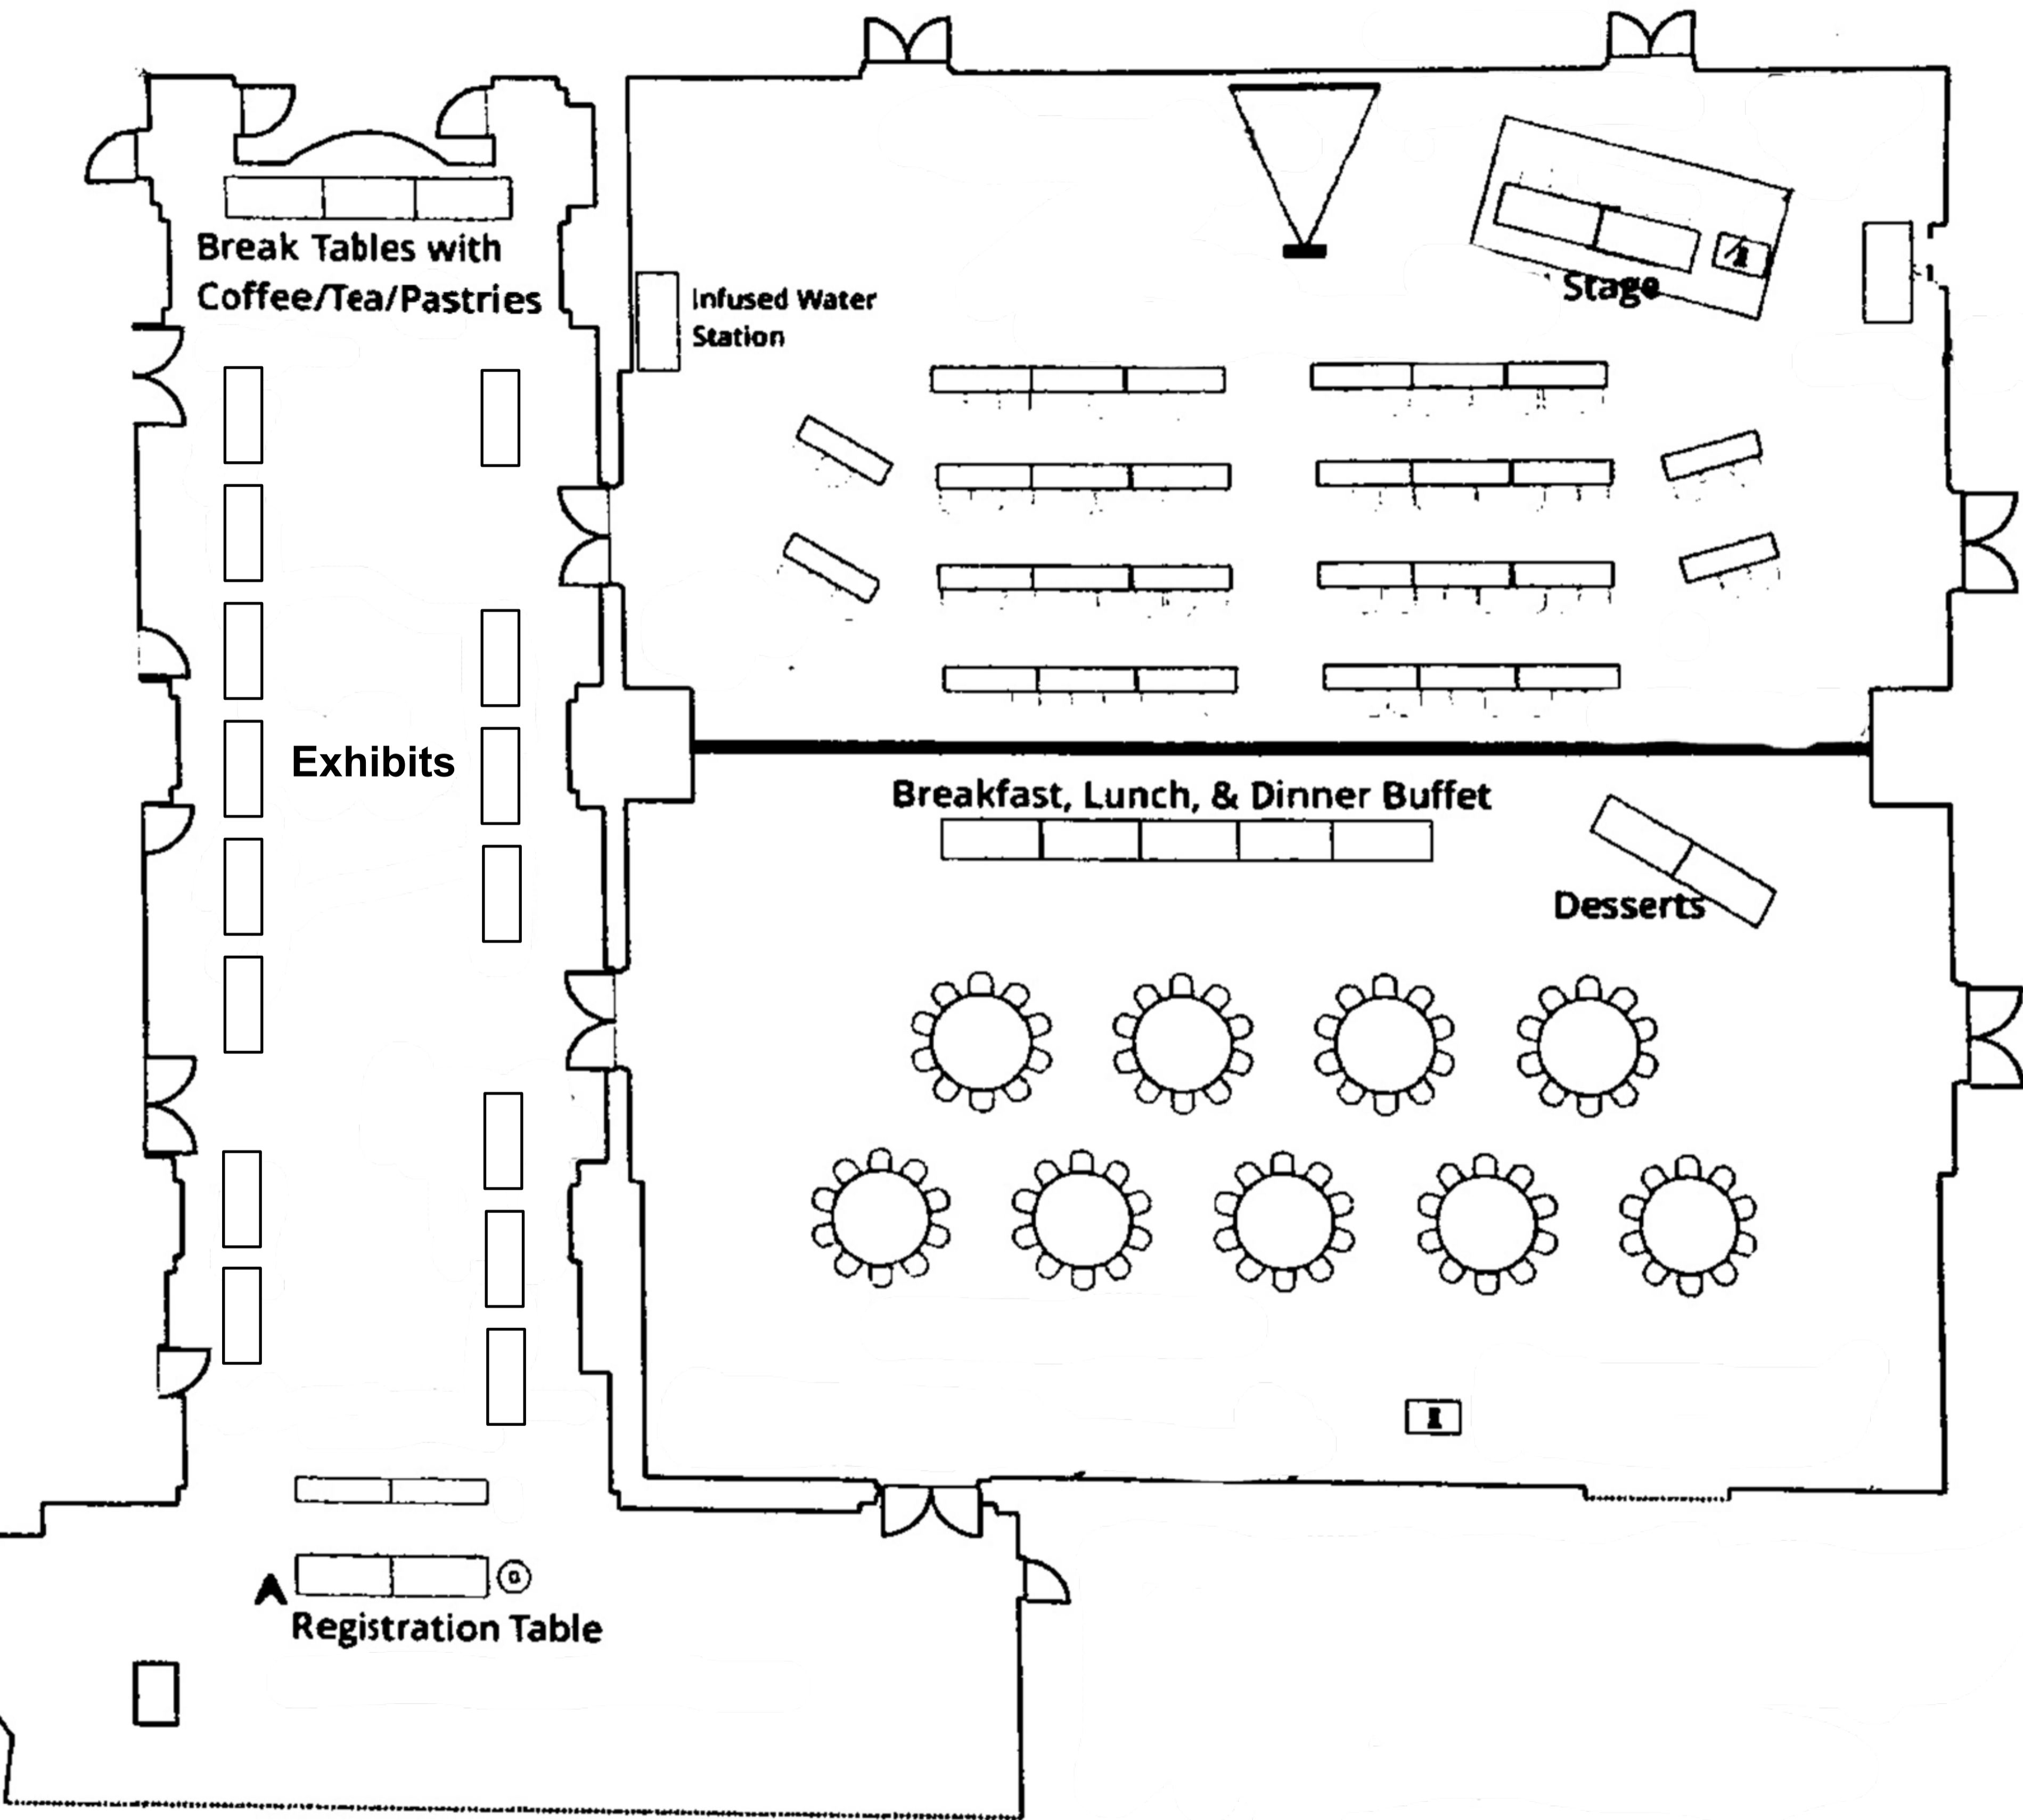 Break Tables with
Coffee/Tea/Pastries
Infused Water
Station
Stage
Exhibits
Breakfast, Lunch, & Dinner Buffet
Desserts
Registration Table